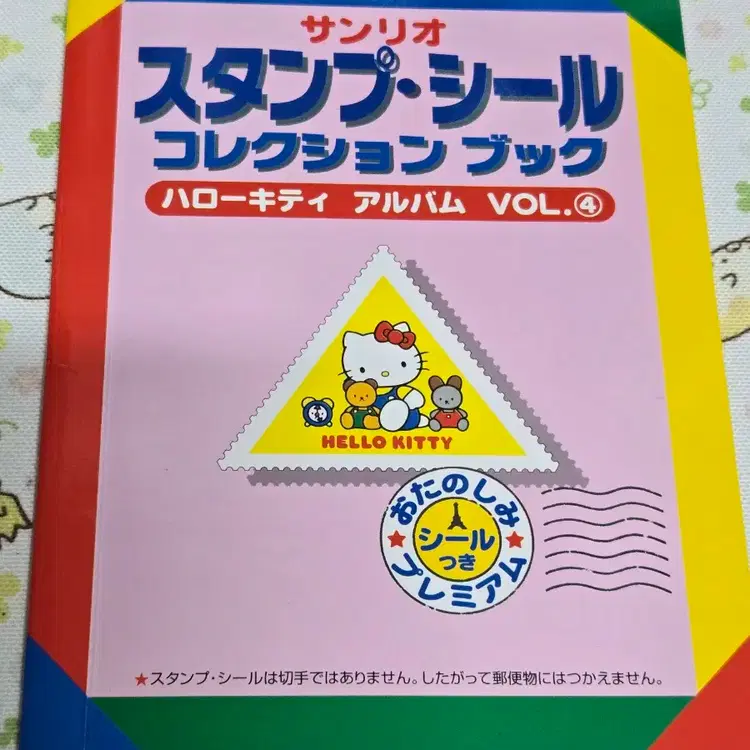 サンリオ
スタンプ・シール
コレクション ブック
ハローキティ アルバム VOL.④
HELLO KITTY
おたのしみ
シール
つき
プレミアム
★スタンプ・シールは切手ではありません。したがって郵便物にはつかえません。